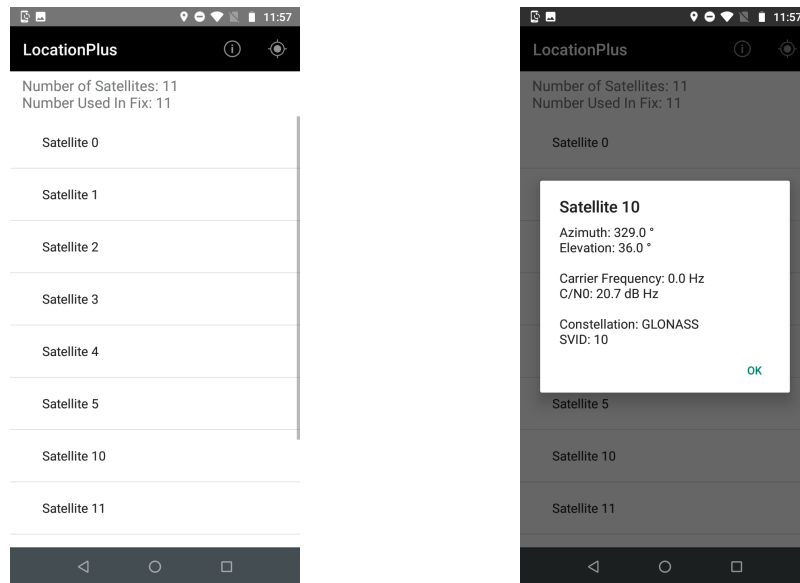 11:57
LocationPlus
Number of Satellites: 11
Number Used In Fix: 11
Satellite 0
Satellite 1
Satellite 2
Satellite 3
Satellite 4
Satellite 5
Satellite 10
Satellite 11
11:57
LocationPlus
Number of Satellites: 11
Number Used In Fix: 11
Satellite 0
Satellite 10
Azimuth: 329.0 °
Elevation: 36.0 °
Carrier Frequency: 0.0 Hz
C/N0: 20.7 dB Hz
Constellation: GLONASS
SVID: 10
OK
Satellite 5
Satellite 10
Satellite 11